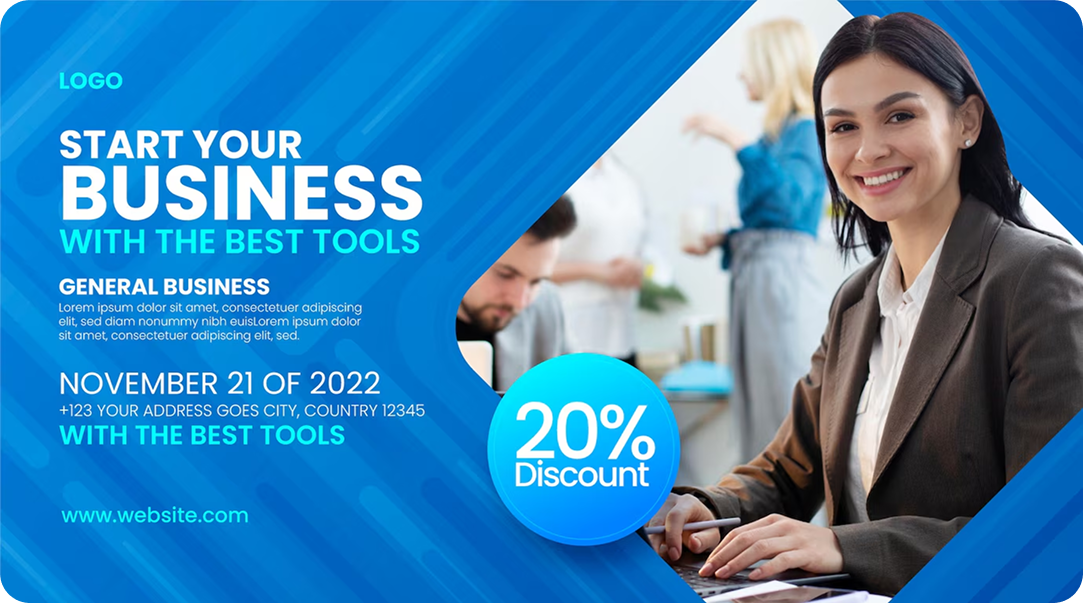 LOGO
START YOUR
BUSINESS
WITH THE BEST TOOLS
GENERAL BUSINESS
Lorem ipsum dolor sit amet, consectetuer adipiscing
elit, sed diam nonummy nibh euisLorem ipsum dolor
sit amet, consectetuer adipiscing elit, sed.
NOVEMBER 21 OF 2022
+123 YOUR ADDRESS GOES CITY, COUNTRY 12345
WITH THE BEST TOOLS
www.website.com
20%
Discount